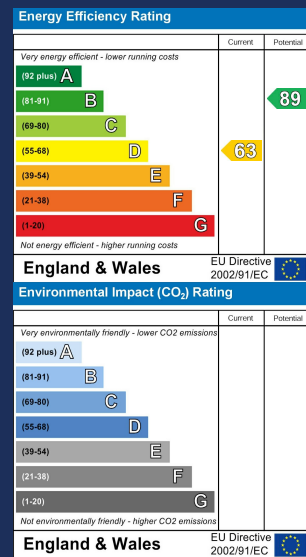 Energy Efficiency Rating
Current Potential
Very energy efficient - lower running costs
(92 plus) A
(81-91) B
89
(69-80) C
(55-68) D
63
(39-54) E
(21-38) F
(1-20) G
Not energy efficient - higher running costs
England & Wales
EU Directive
2002/91/EC
Environmental Impact (CO₂) Rating
Current Potential
Very environmentally friendly - lower CO2 emissions
(92 plus) A
(81-91) B
(69-80) C
(55-68) D
(39-54) E
(21-38) F
(1-20) G
Not environmentally friendly - higher CO2 emissions
England & Wales
EU Directive
2002/91/EC